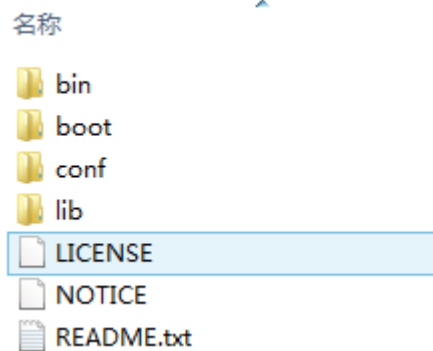 名称
bin
boot
conf
lib
LICENSE
NOTICE
README.txt